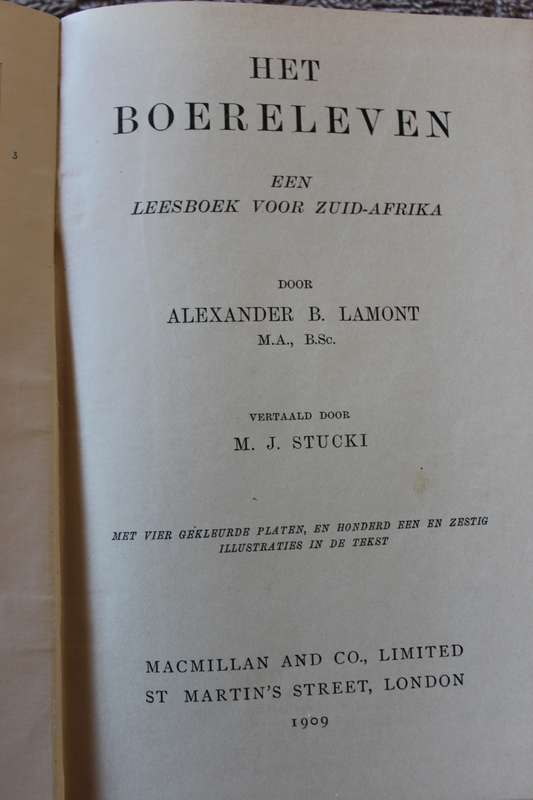 3
HET
BOERELEVEN
EEN
LEESBOEK VOOR ZUID-AFRIKA
DOOR
ALEXANDER B. LAMONT
M.A., B.Sc.
VERTAALD DOOR
M. J. STUCKI
MET VIER GEKLEURDE PLATEN, EN HONDERD EEN EN ZESTIG
ILLUSTRATIES IN DE TEKST
MACMILLAN AND CO., LIMITED
ST MARTIN'S STREET, LONDON
1909